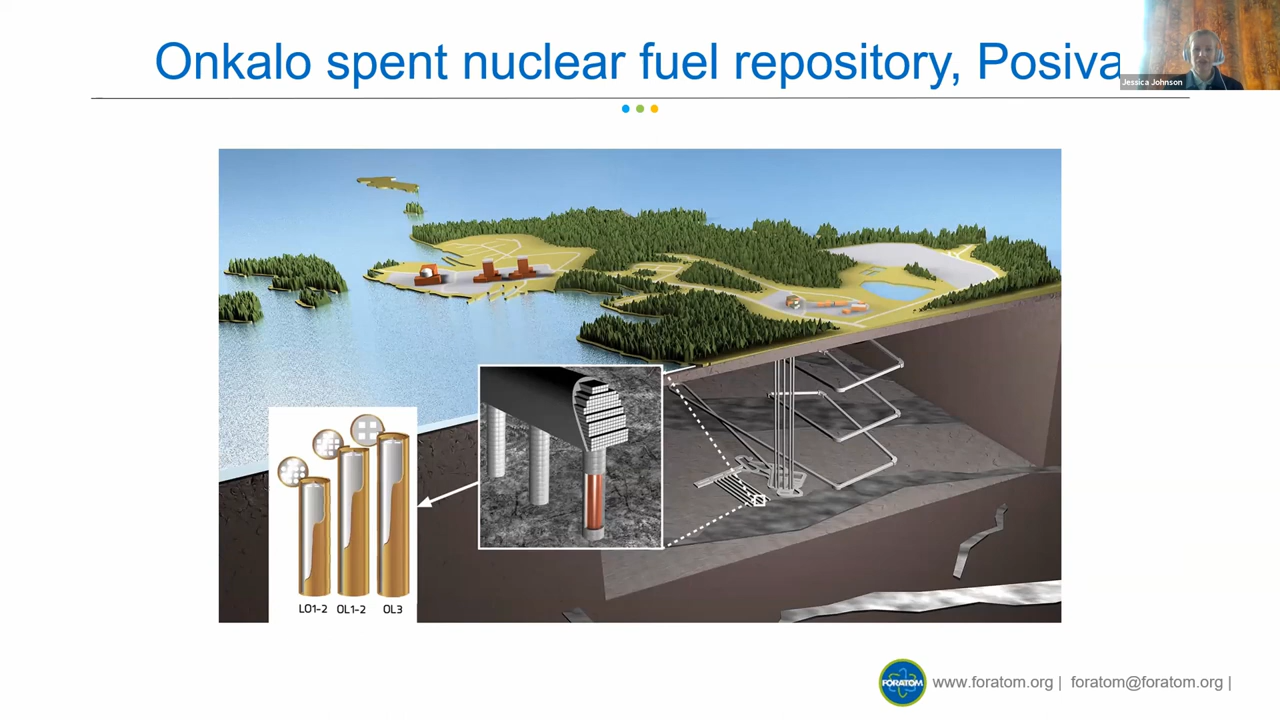 Onkalo spent nuclear fuel repository, Posiva
Jessica Johnson
LO1-2
OL1-2
OL3
FORATOM
www.foratom.org | foratom@foratom.org |